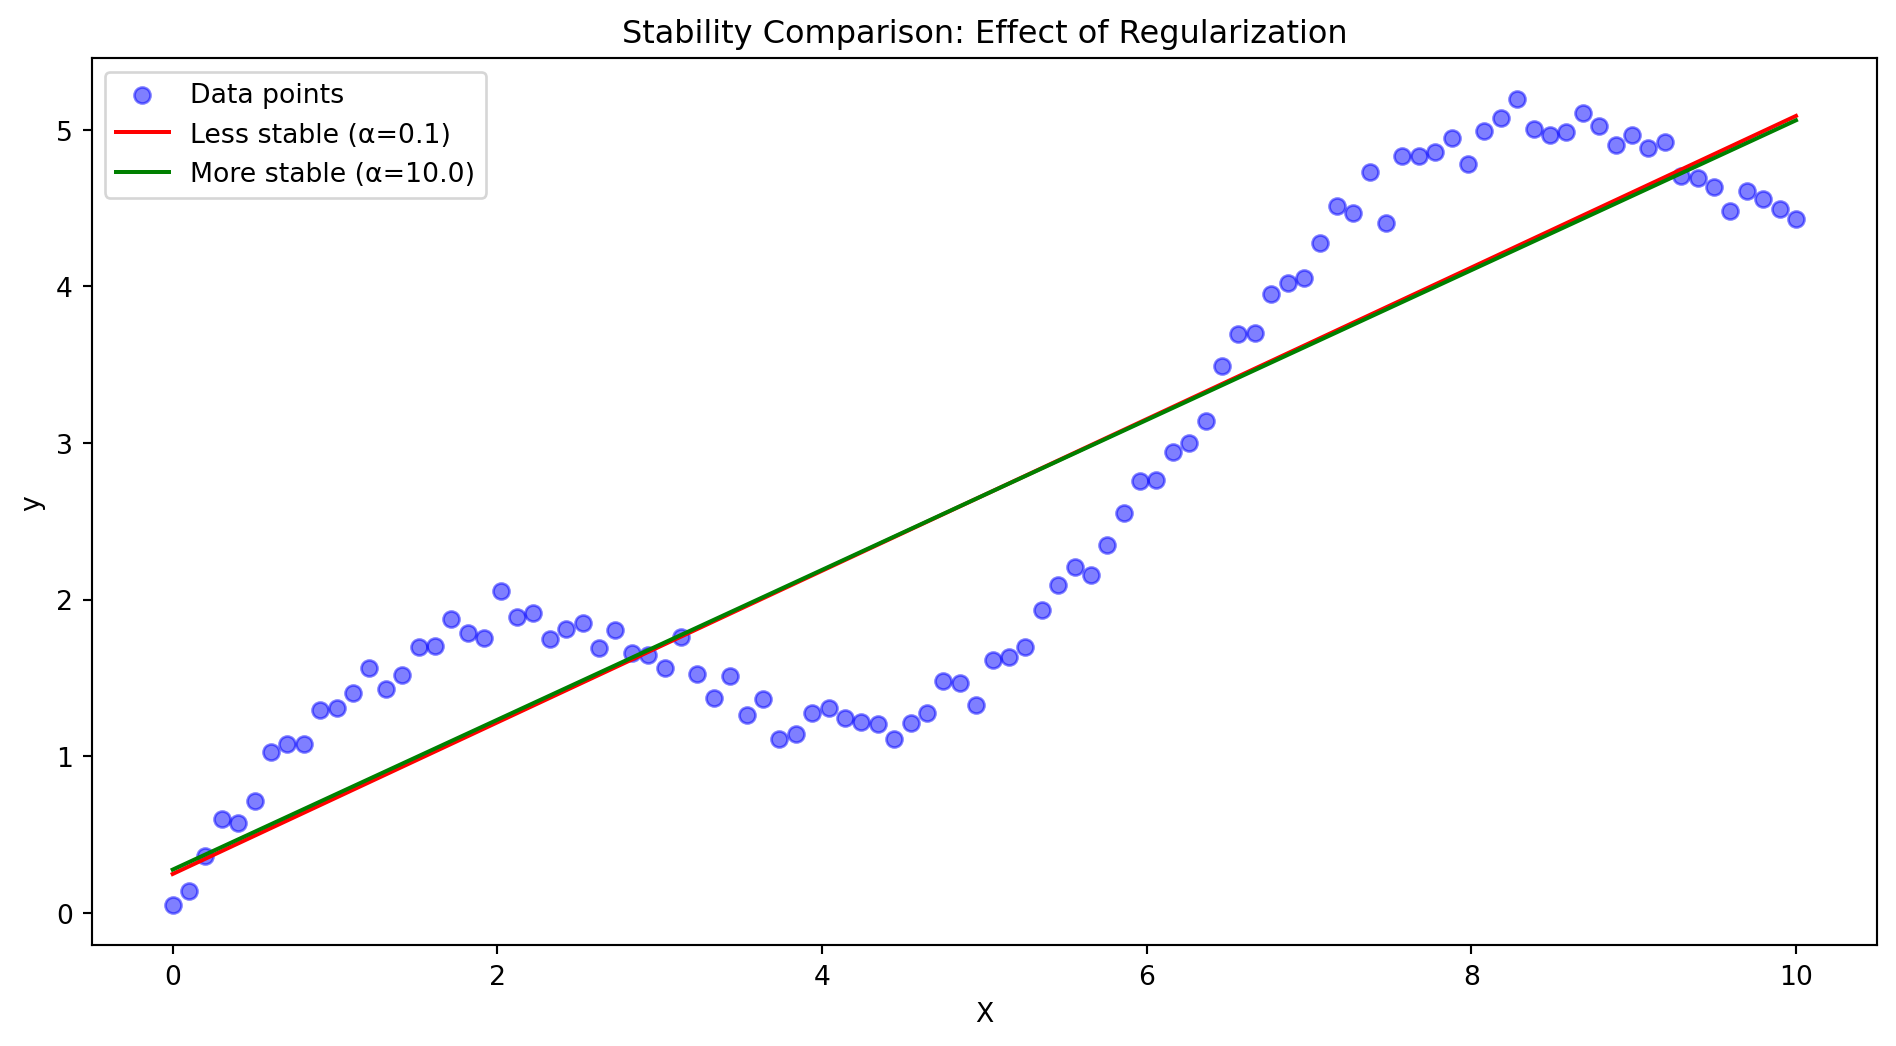 Stability Comparison: Effect of Regularization
Data points
Less stable (α=0.1)
More stable (α=10.0)
5
4
3
2
1
0
y
0 2 4 6 8 10
X